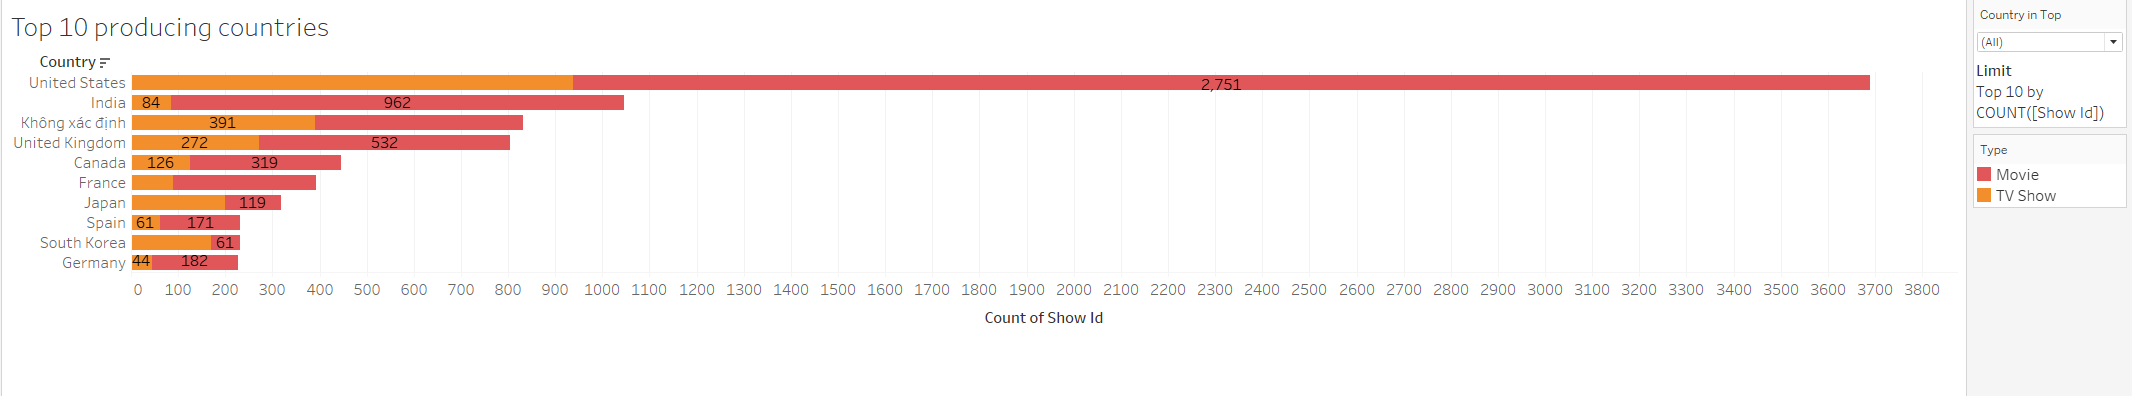 Top 10 producing countries
Country
United States 2,751
India 84 962
Không xác định 391
United Kingdom 272 532
Canada 126 319
France
Japan 119
Spain 61 171
South Korea 61
Germany 44 182
0 100 200 300 400 500 600 700 800 900 1000 1100 1200 1300 1400 1500 1600 1700 1800 1900 2000 2100 2200 2300 2400 2500 2600 2700 2800 2900 3000 3100 3200 3300 3400 3500 3600 3700 3800
Count of Show Id
Country in Top
(All)
Limit
Top 10 by
COUNT([Show Id])
Type
Movie
TV Show